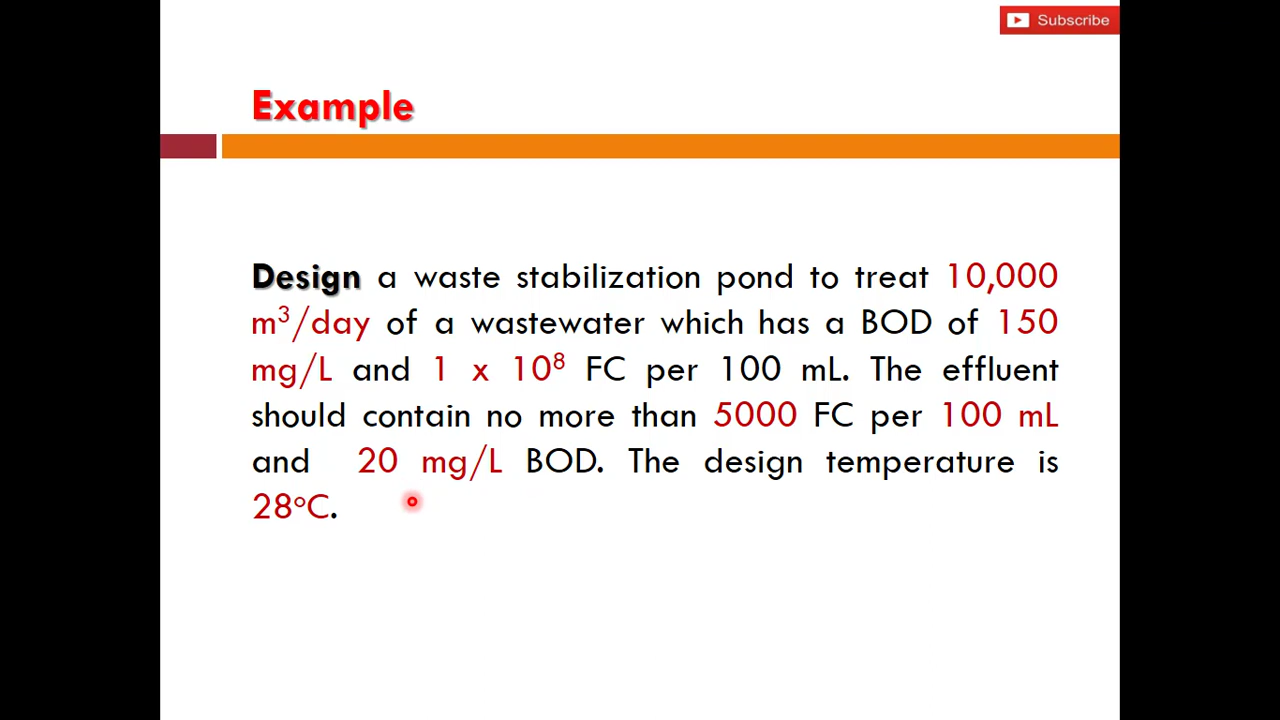 Subscribe
Example
Design a waste stabilization pond to treat 10,000
m³/day of a wastewater which has a BOD of 150
mg/L and 1 x 10⁸ FC per 100 mL. The effluent
should contain no more than 5000 FC per 100 mL
and 20 mg/L BOD. The design temperature is
28ᵒC.